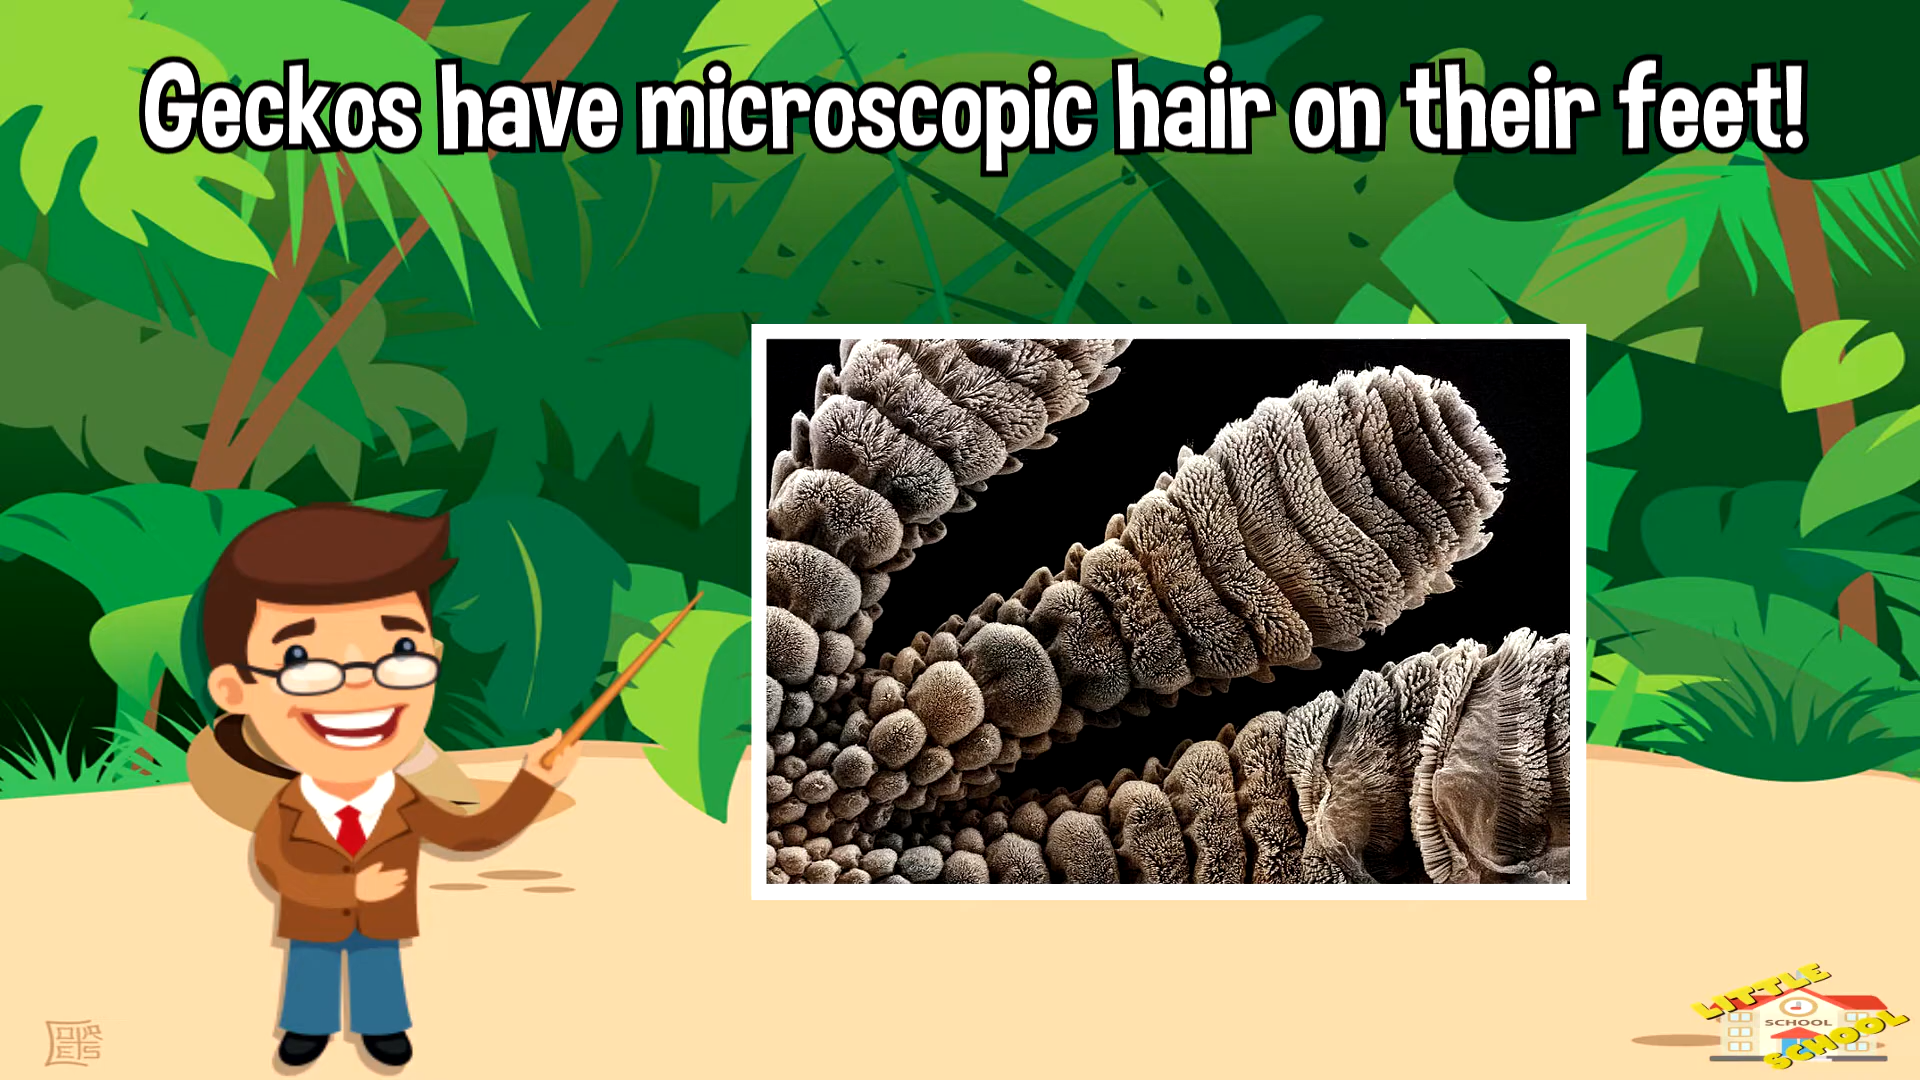 Geckos have microscopic hair on their feet!
LITTLE
SCHOOL
SCHOOL